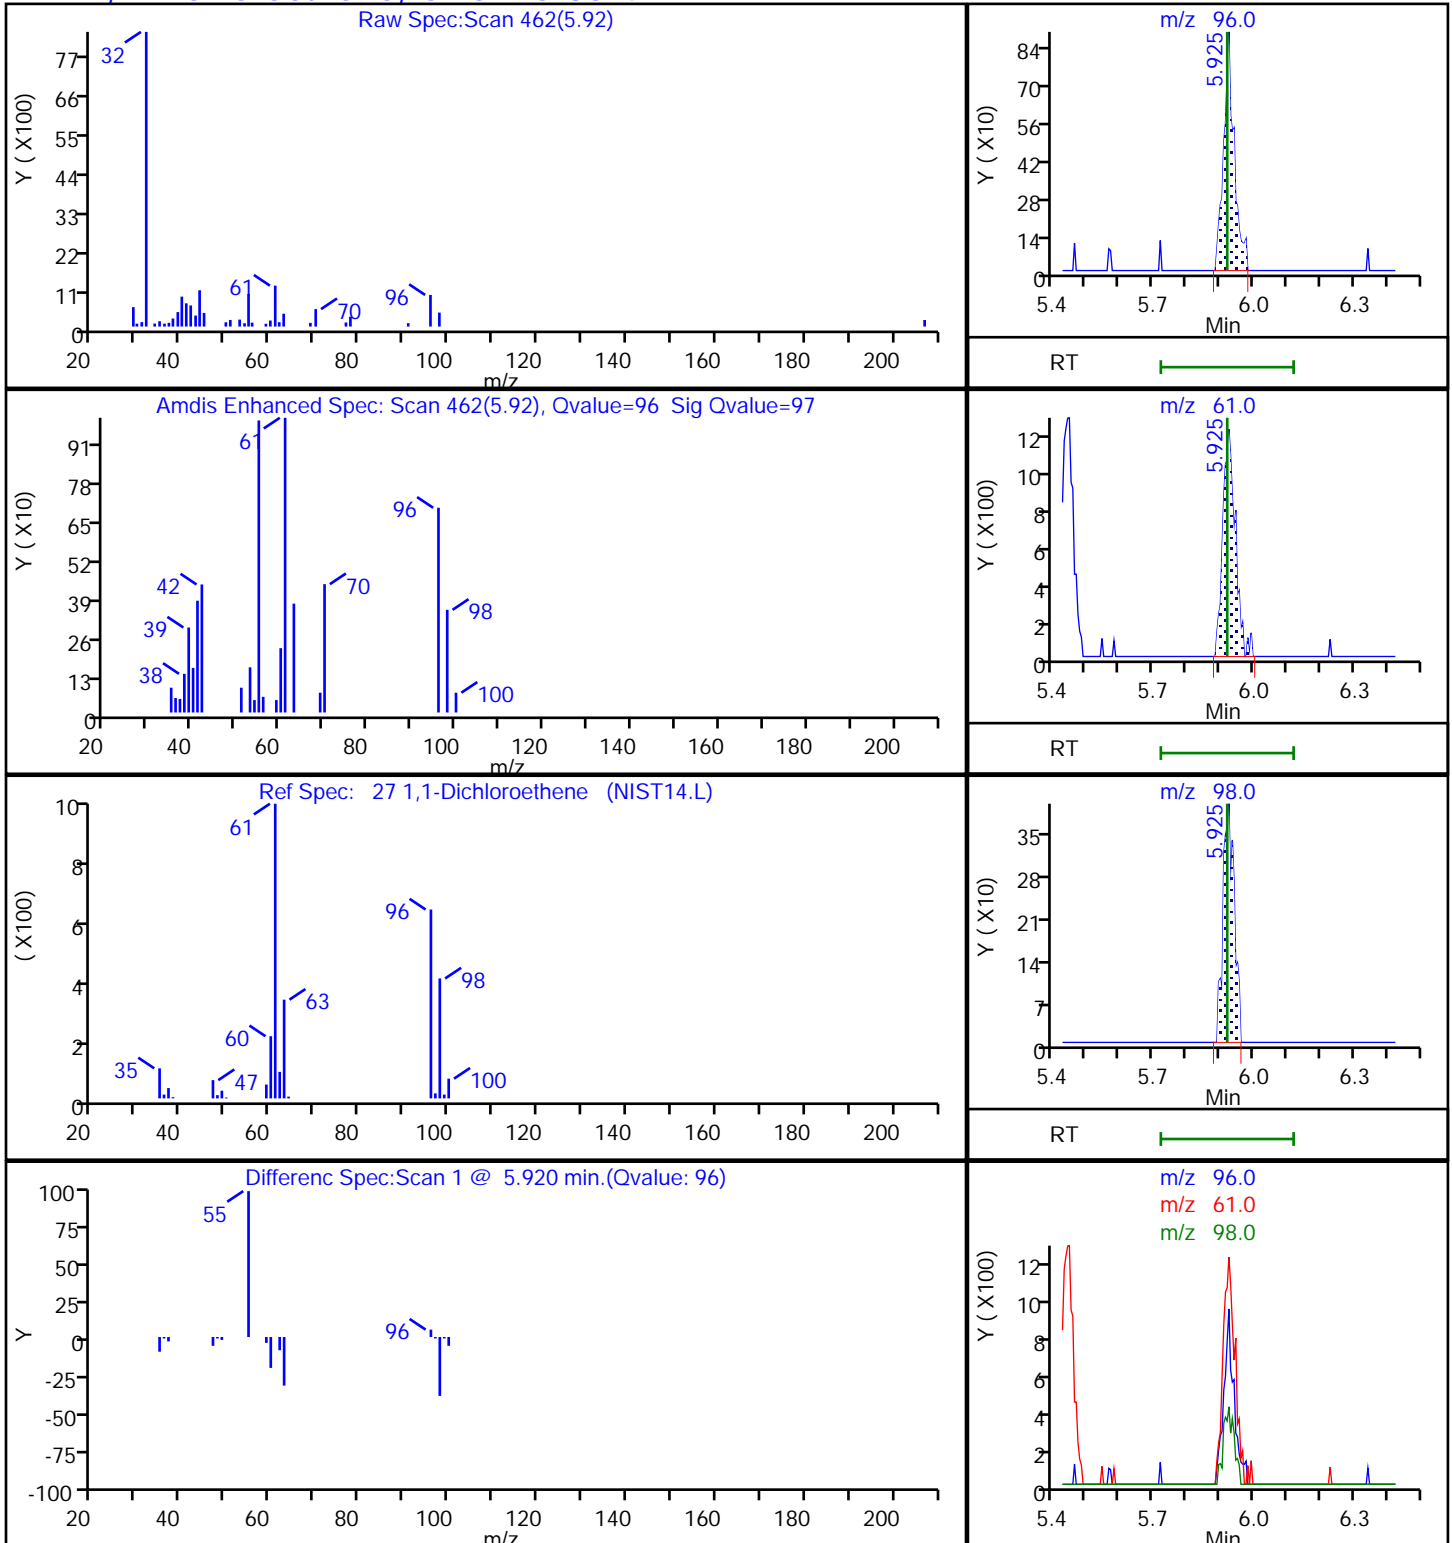 Raw Spec:Scan 462(5.92)
Y ( X100)
77
66
55
44
33
22
11
0
32
61
70
96
20 40 60 80 100 120 140 160 180 200
m/z
m/z 96.0
Y ( X10)
84
70
56
42
28
14
0
5.925
5.4 5.7 6.0 6.3
Min
RT
Amdis Enhanced Spec: Scan 462(5.92), Qvalue=96 Sig Qvalue=97
Y ( X10)
91
78
65
52
39
26
13
0
61
96
42
70
39
98
38
100
20 40 60 80 100 120 140 160 180 200
m/z
m/z 61.0
Y ( X100)
12
10
8
6
4
2
0
5.925
5.4 5.7 6.0 6.3
Min
RT
Ref Spec: 27 1,1-Dichloroethene (NIST14.L)
( X100)
10
8
6
4
2
0
61
96
98
63
60
35
47
100
20 40 60 80 100 120 140 160 180 200
m/z 98.0
Y ( X10)
35
28
21
14
7
0
5.925
5.4 5.7 6.0 6.3
Min
RT
Differenc Spec:Scan 1 @ 5.920 min.(Qvalue: 96)
Y
100
75
50
25
0
-25
-50
-75
-100
55
96
20 40 60 80 100 120 140 160 180 200
m/z
m/z 96.0
m/z 61.0
m/z 98.0
Y ( X100)
12
10
8
6
4
2
0
5.4 5.7 6.0 6.3
Min